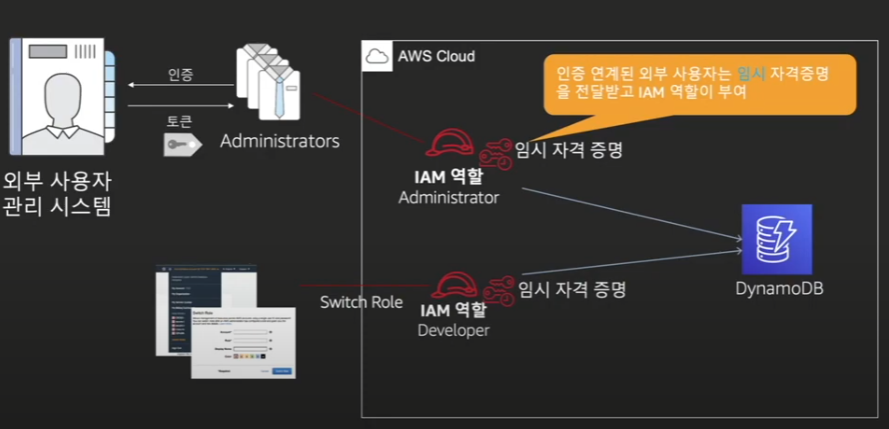 AWS Cloud
인증 연계된 외부 사용자는 임시 자격증명
을 전달받고 IAM 역할이 부여
인증
토큰
Administrators
외부 사용자
관리 시스템
임시 자격 증명
IAM 역할
Administrator
DynamoDB
Switch Role
Switch Role
임시 자격 증명
IAM 역할
Developer